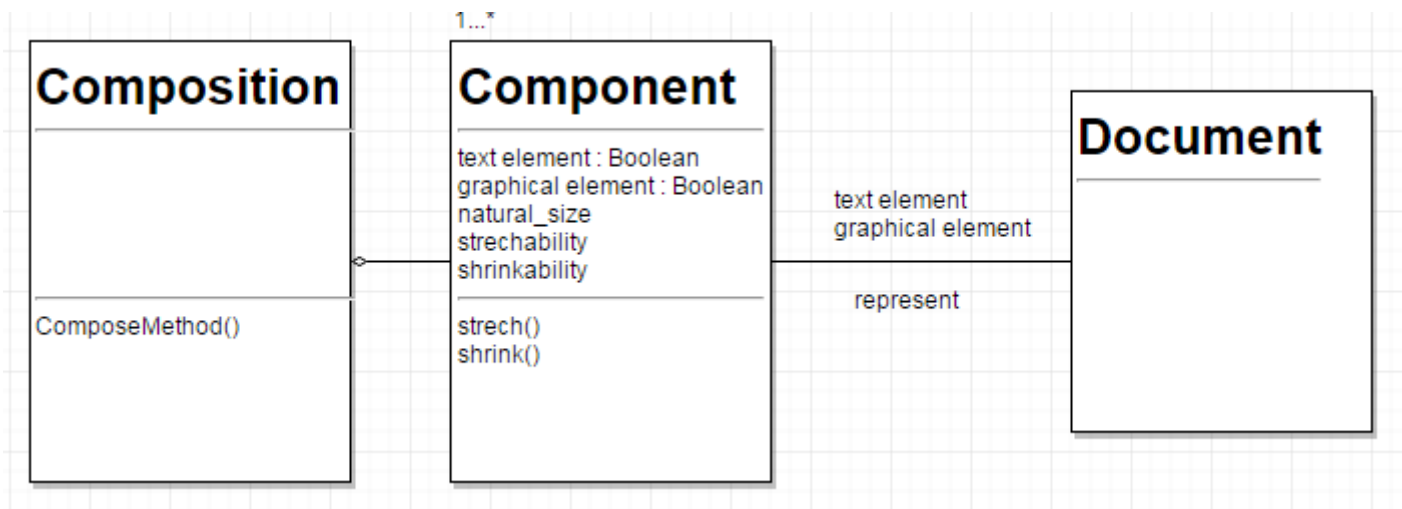 1...*
Composition
ComposeMethod()
Component
text element : Boolean
graphical element : Boolean
natural_size
strechability
shrinkability
strech()
shrink()
text element
graphical element
represent
Document